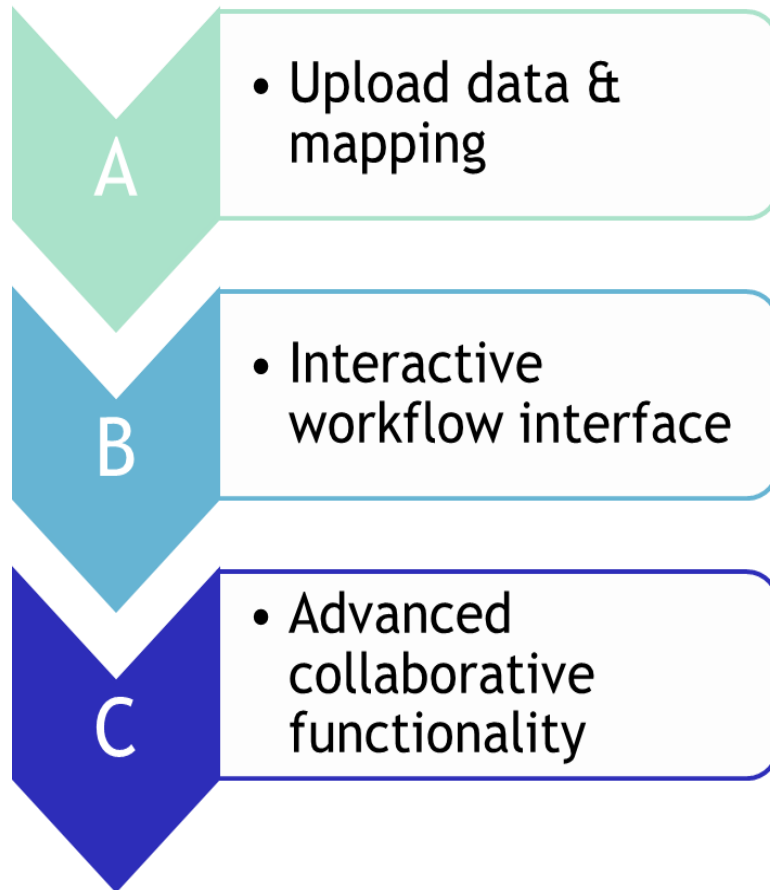 A
• Upload data &
mapping
B
• Interactive
workflow interface
C
• Advanced
collaborative
functionality